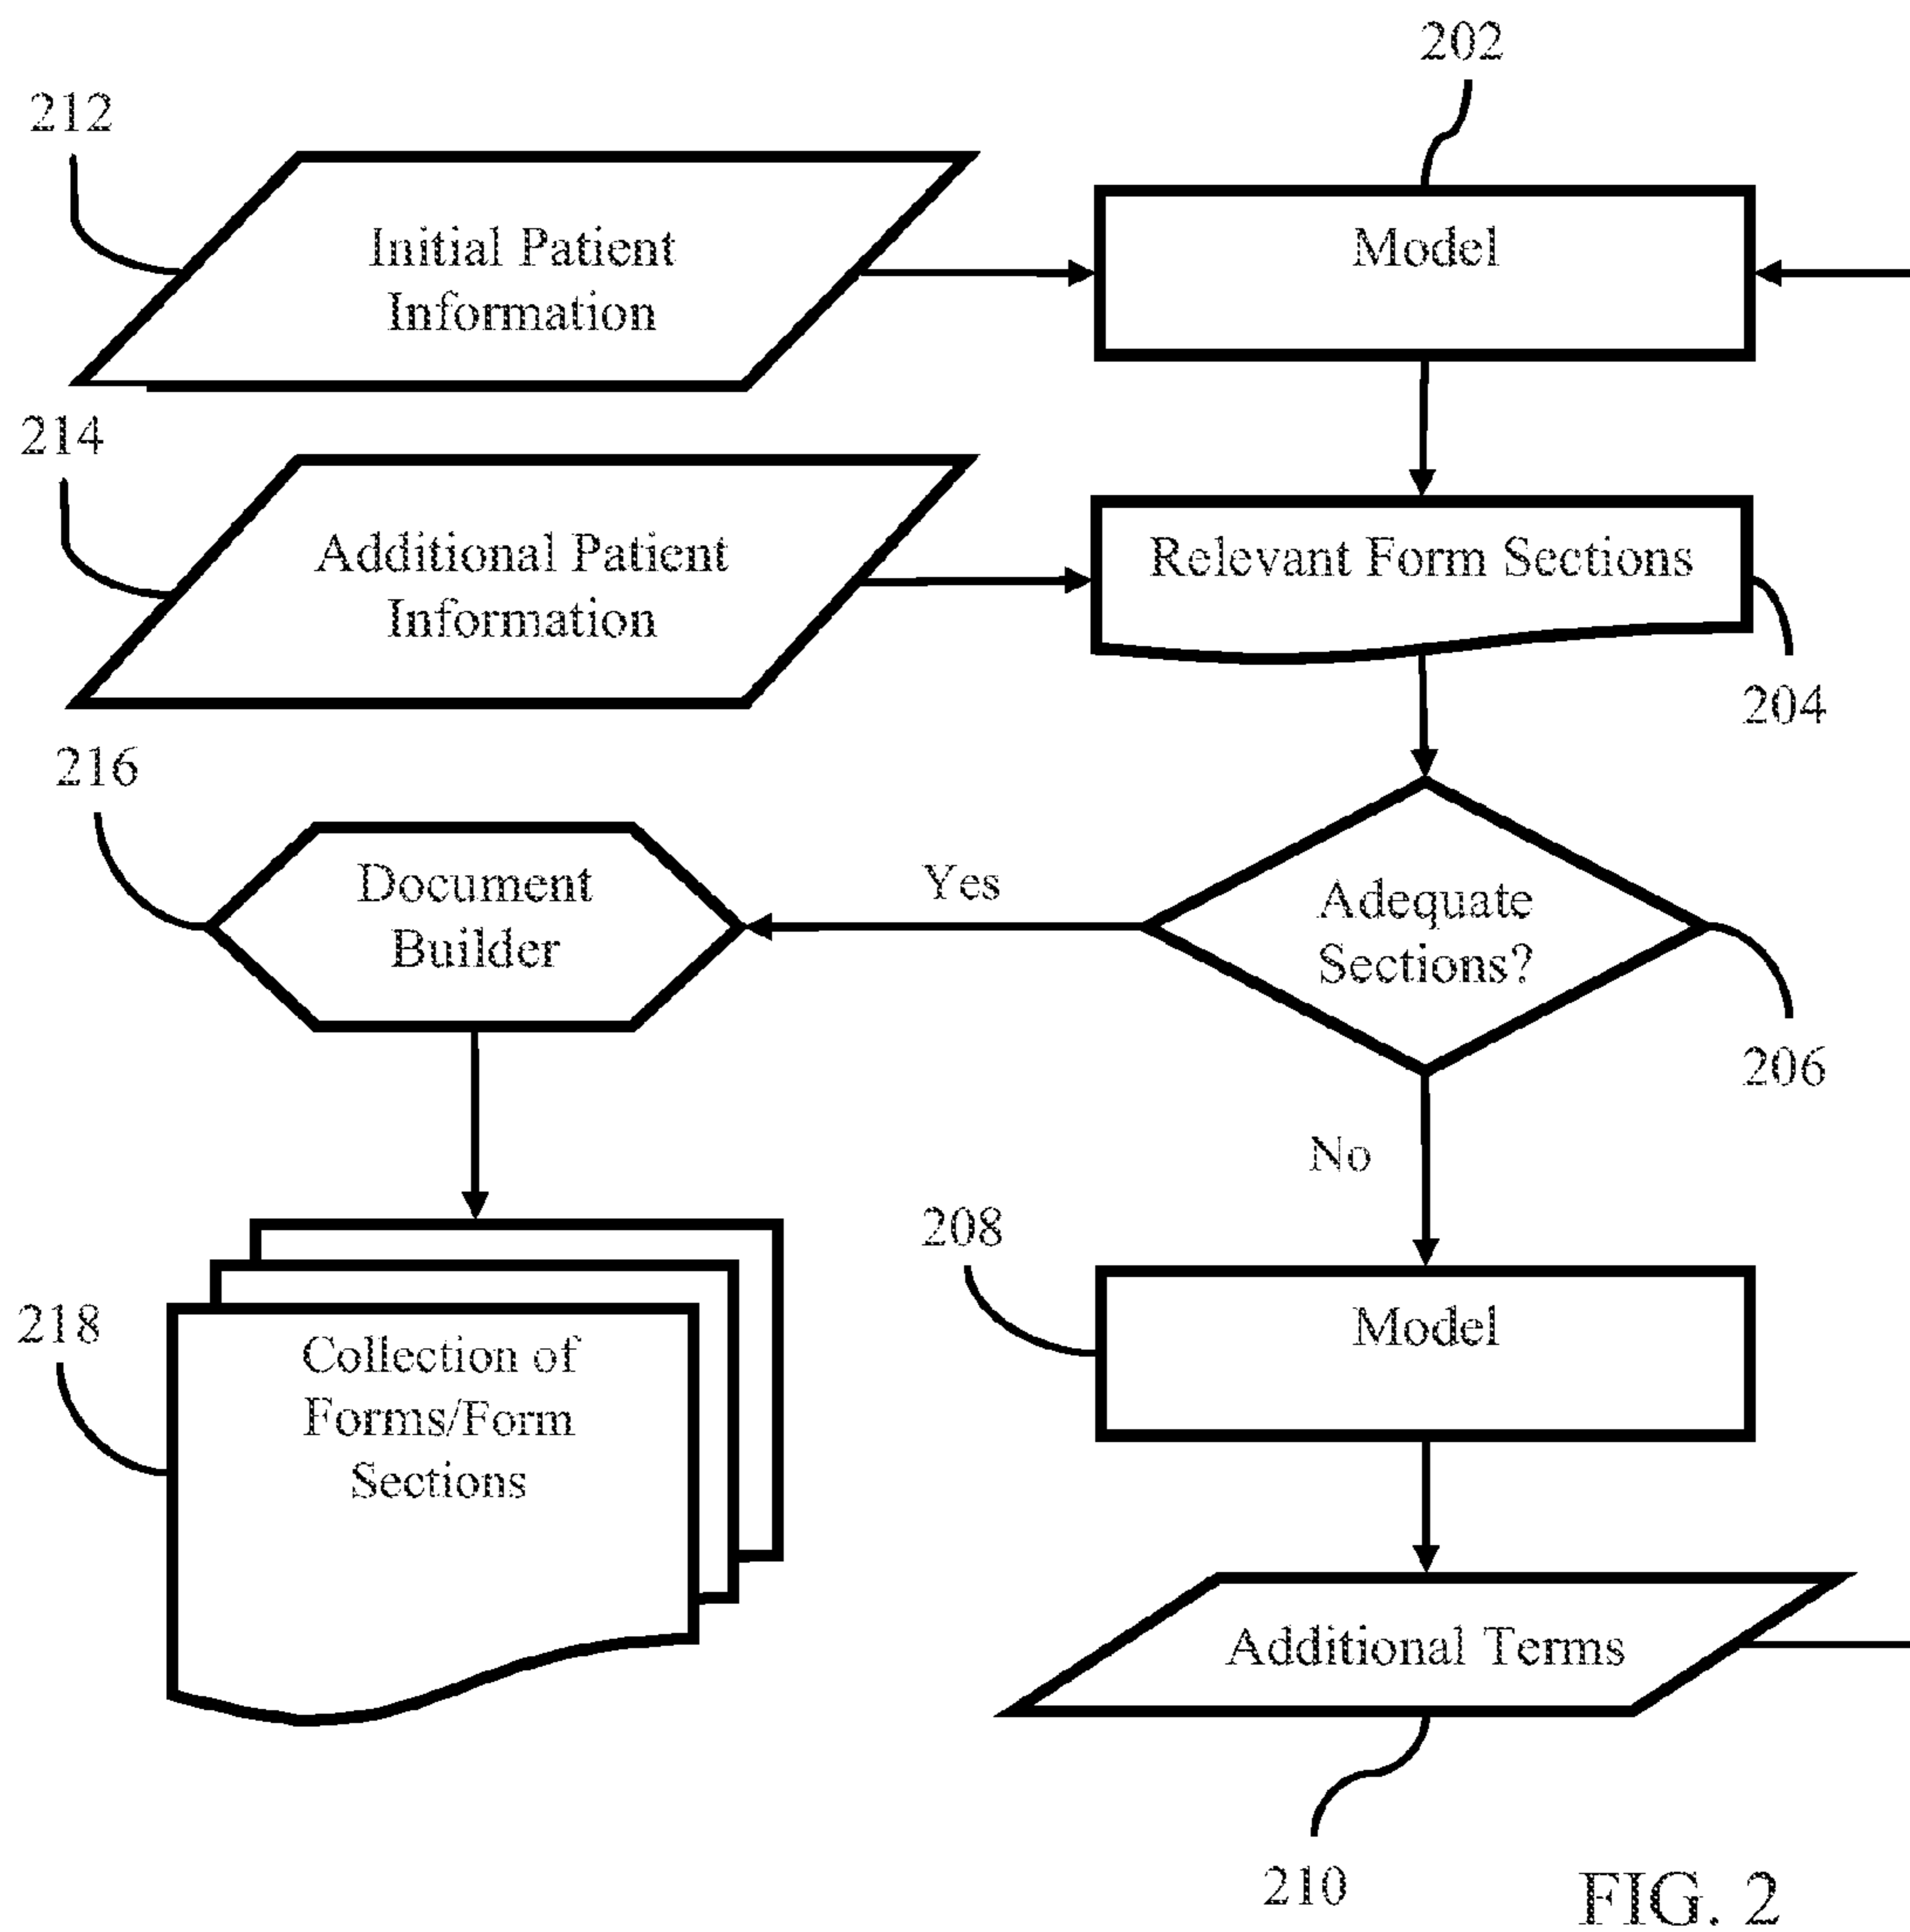 202
212
Initial Patient
Information
Model
214
Additional Patient
Information
Relevant Form Sections
204
216
Document
Builder
Yes
Adequate
Sections?
206
No
208
Model
218
Collection of
Forms/Form
Sections
Additional Terms
210
FIG. 2